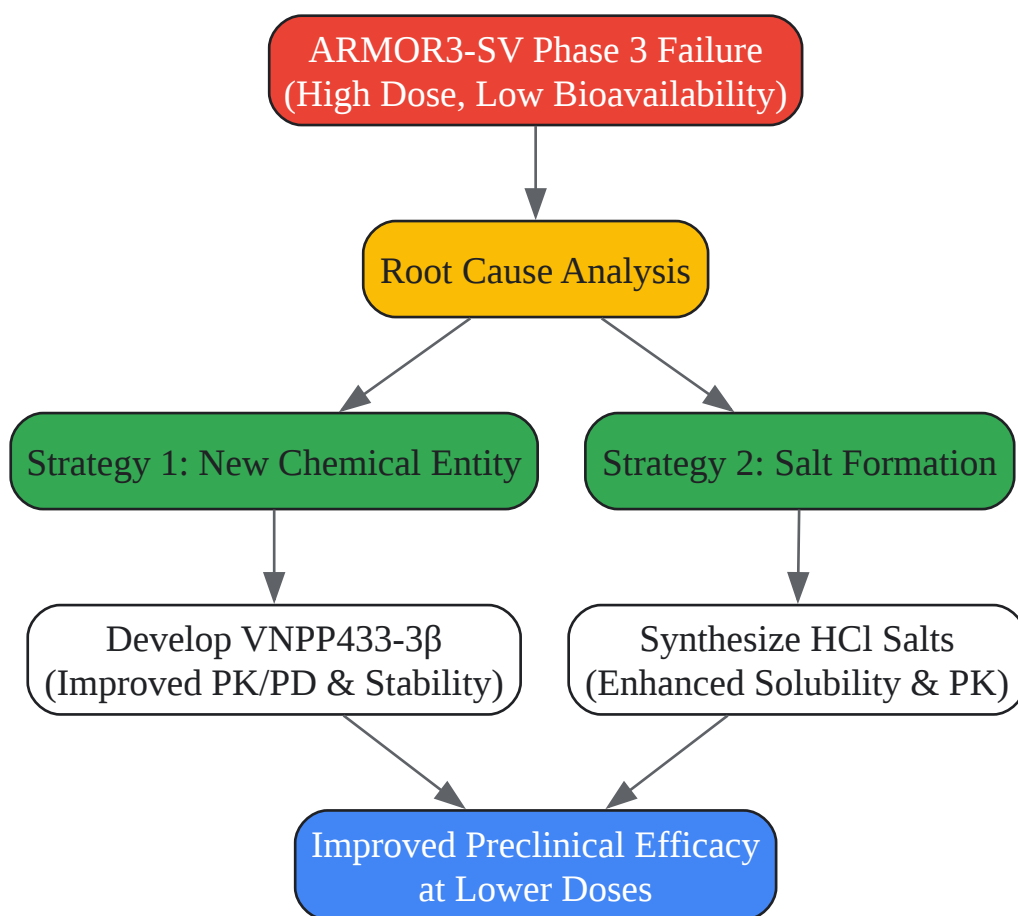 ARMOR3-SV Phase 3 Failure
(High Dose, Low Bioavailability)
Root Cause Analysis
Strategy 1: New Chemical Entity
Strategy 2: Salt Formation
Develop VNPP433-3β
(Improved PK/PD & Stability)
Synthesize HCl Salts
(Enhanced Solubility & PK)
Improved Preclinical Efficacy
at Lower Doses